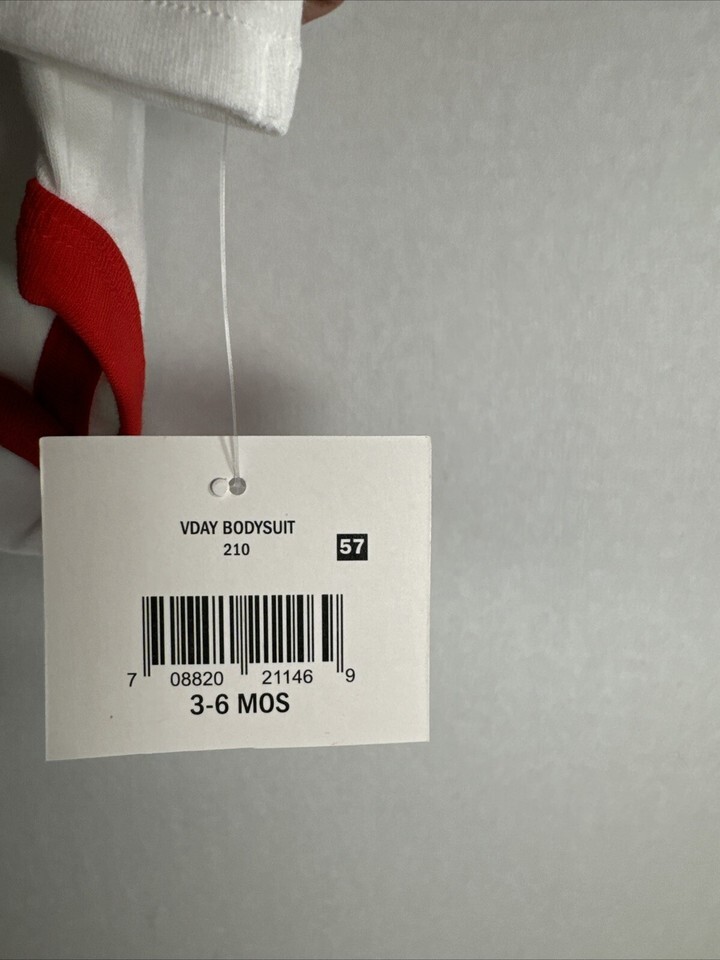 VDAY BODYSUIT
210
57
7 08820 21146 9
3-6 MOS